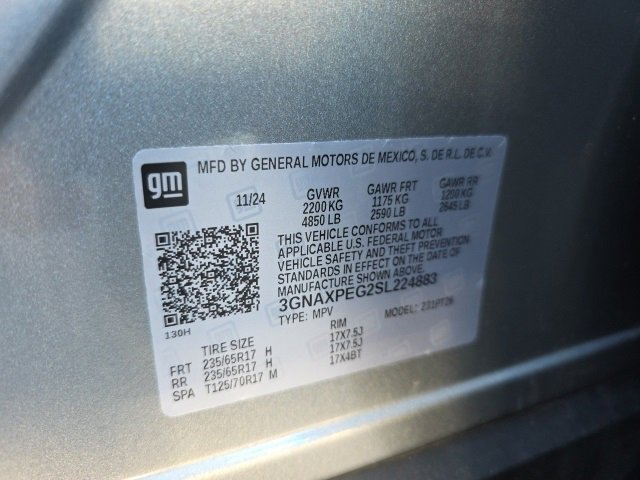 gm
MFD BY GENERAL MOTORS DE MEXICO, S. DE R.L. DE C.V.
11/24 GVWR GAWR FRT GAWR RR
2200 KG 1175 KG 1200 KG
4850 LB 2590 LB 2645 LB
THIS VEHICLE CONFORMS TO ALL
APPLICABLE U.S. FEDERAL MOTOR
VEHICLE SAFETY AND THEFT PREVENTION
STANDARDS IN EFFECT ON THE DATE OF
MANUFACTURE SHOWN ABOVE.
3GNAXPEG2SL224883
TYPE: MPV MODEL: 231PT26
130H
TIRE SIZE RIM
FRT 235/65R17 H 17X7.5J
RR 235/65R17 H 17X7.5J
SPA T125/70R17 M 17X4BT